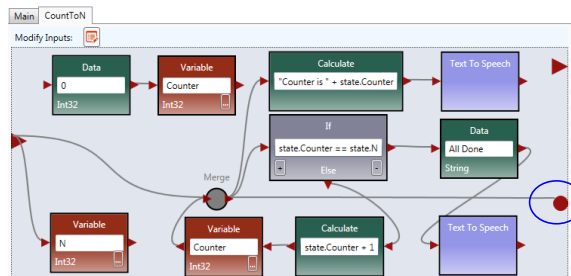 Main CountToN
Modify Inputs:
Data
0
Int32
Variable
Counter
Int32
...
Calculate
"Counter is " + state.Counter
Text To Speech
If
state.Counter == state.N
+
Else
-
Data
All Done
String
Merge
Variable
N
Int32
...
Variable
Counter
Int32
...
Calculate
state.Counter + 1
Text To Speech